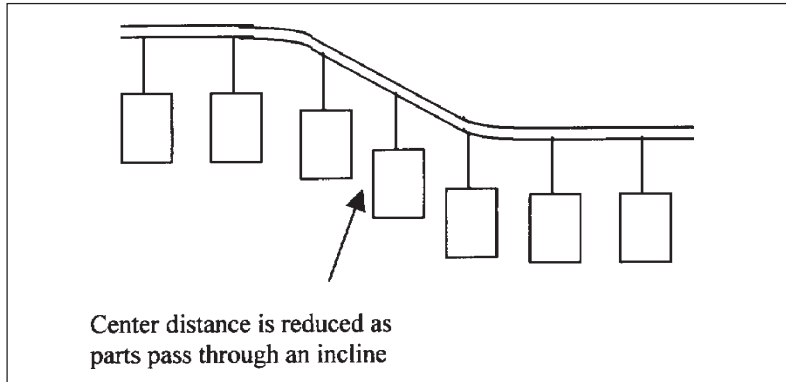 Center distance is reduced as
parts pass through an incline